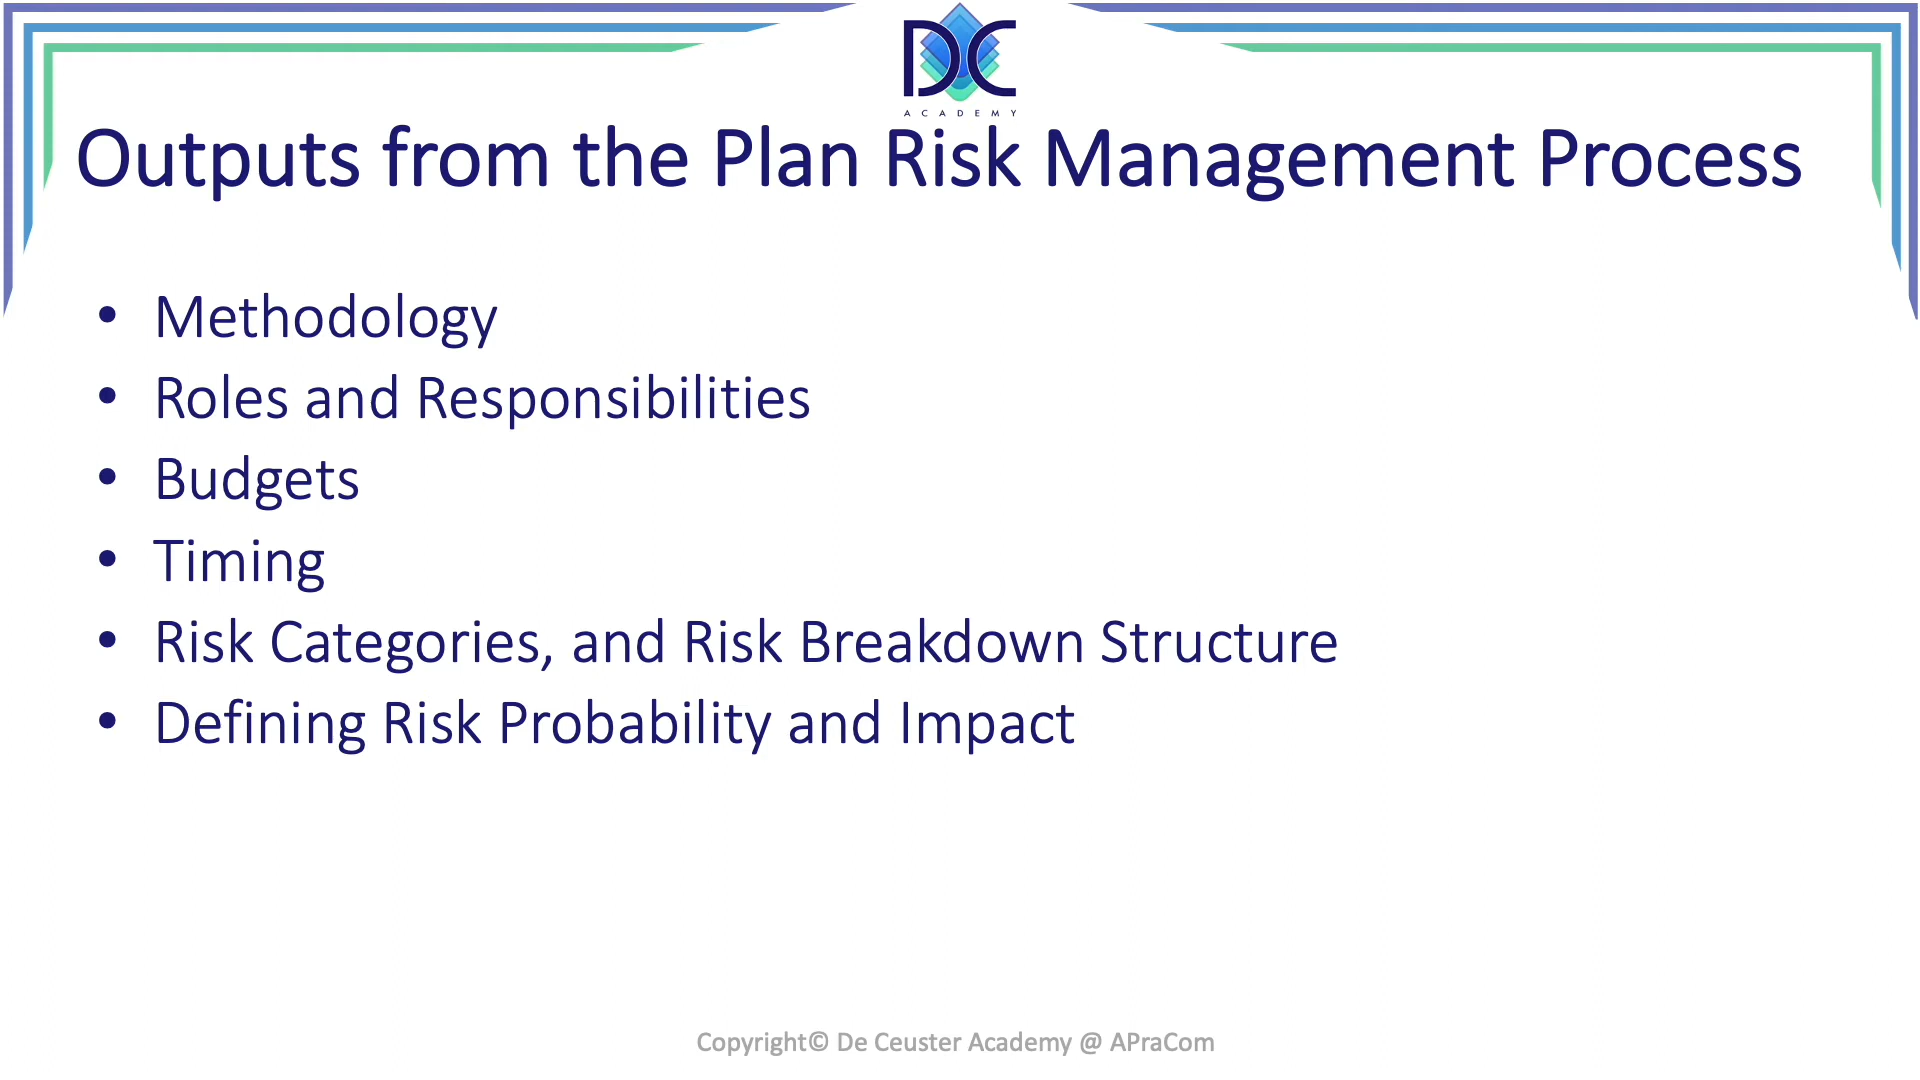 DC
ACADEMY
Outputs from the Plan Risk Management Process
• Methodology
• Roles and Responsibilities
• Budgets
• Timing
• Risk Categories, and Risk Breakdown Structure
• Defining Risk Probability and Impact
Copyright© De Ceuster Academy @ APraCom